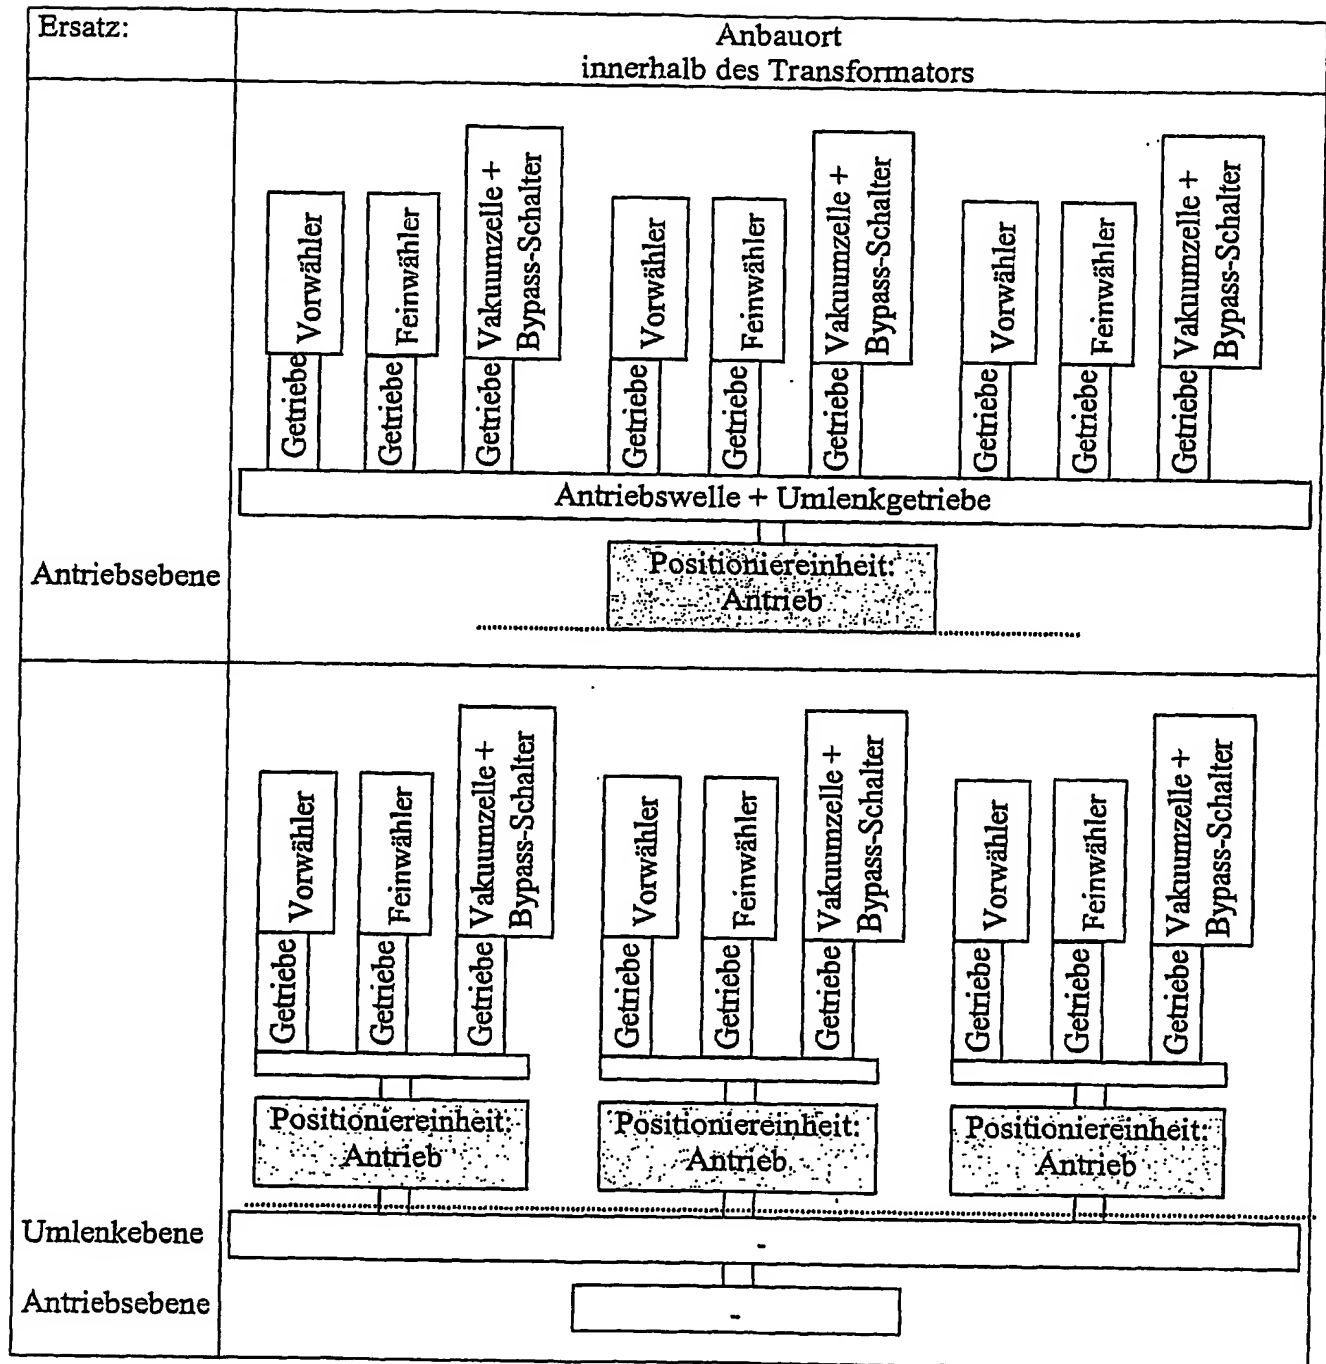 Ersatz:
Anbauort
innerhalb des Transformators
Vorwähler
Feinwähler
Vakuumzelle +
Bypass-Schalter
Vorwähler
Feinwähler
Vakuumzelle +
Bypass-Schalter
Vorwähler
Feinwähler
Vakuumzelle +
Bypass-Schalter
Getriebe
Getriebe
Getriebe
Getriebe
Getriebe
Getriebe
Getriebe
Getriebe
Getriebe
Antriebswelle + Umlenkgetriebe
Antriebsebene
Positioniereinheit:
Antrieb
Vorwähler
Feinwähler
Vakuumzelle +
Bypass-Schalter
Vorwähler
Feinwähler
Vakuumzelle +
Bypass-Schalter
Vorwähler
Feinwähler
Vakuumzelle +
Bypass-Schalter
Getriebe
Getriebe
Getriebe
Getriebe
Getriebe
Getriebe
Getriebe
Getriebe
Getriebe
Positioniereinheit:
Antrieb
Positioniereinheit:
Antrieb
Positioniereinheit:
Antrieb
Umlenkebene
-
Antriebsebene
-